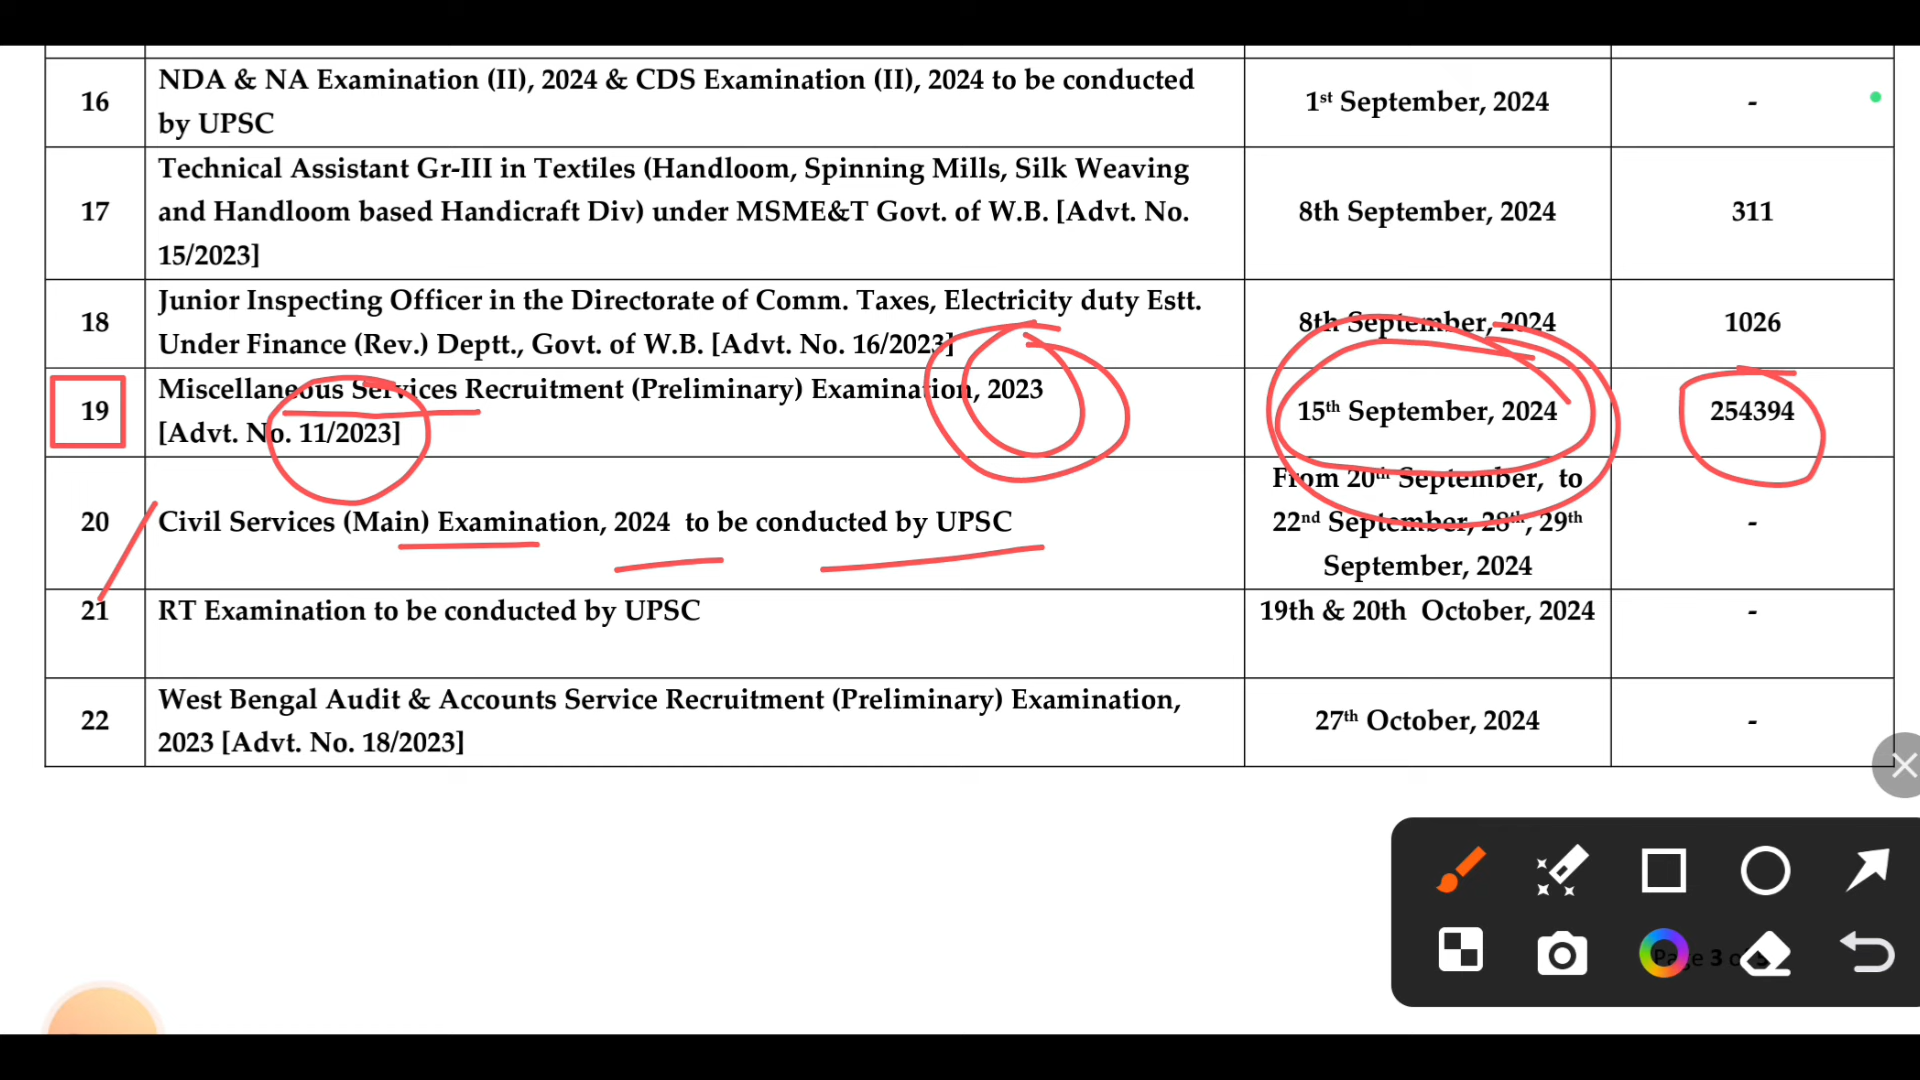 16
NDA & NA Examination (II), 2024 & CDS Examination (II), 2024 to be conducted
by UPSC
1st September, 2024
-
17
Technical Assistant Gr-III in Textiles (Handloom, Spinning Mills, Silk Weaving
and Handloom based Handicraft Div) under MSME&T Govt. of W.B. [Advt. No.
15/2023]
8th September, 2024
311
18
Junior Inspecting Officer in the Directorate of Comm. Taxes, Electricity duty Estt.
Under Finance (Rev.) Deptt., Govt. of W.B. [Advt. No. 16/2023]
8th September, 2024
1026
19
Miscellaneous Services Recruitment (Preliminary) Examination, 2023
[Advt. No. 11/2023]
15th September, 2024
254394
20
Civil Services (Main) Examination, 2024 to be conducted by UPSC
From 20th September, to
22nd September, 28th, 29th
September, 2024
-
21
RT Examination to be conducted by UPSC
19th & 20th October, 2024
-
22
West Bengal Audit & Accounts Service Recruitment (Preliminary) Examination,
2023 [Advt. No. 18/2023]
27th October, 2024
-
Page 3